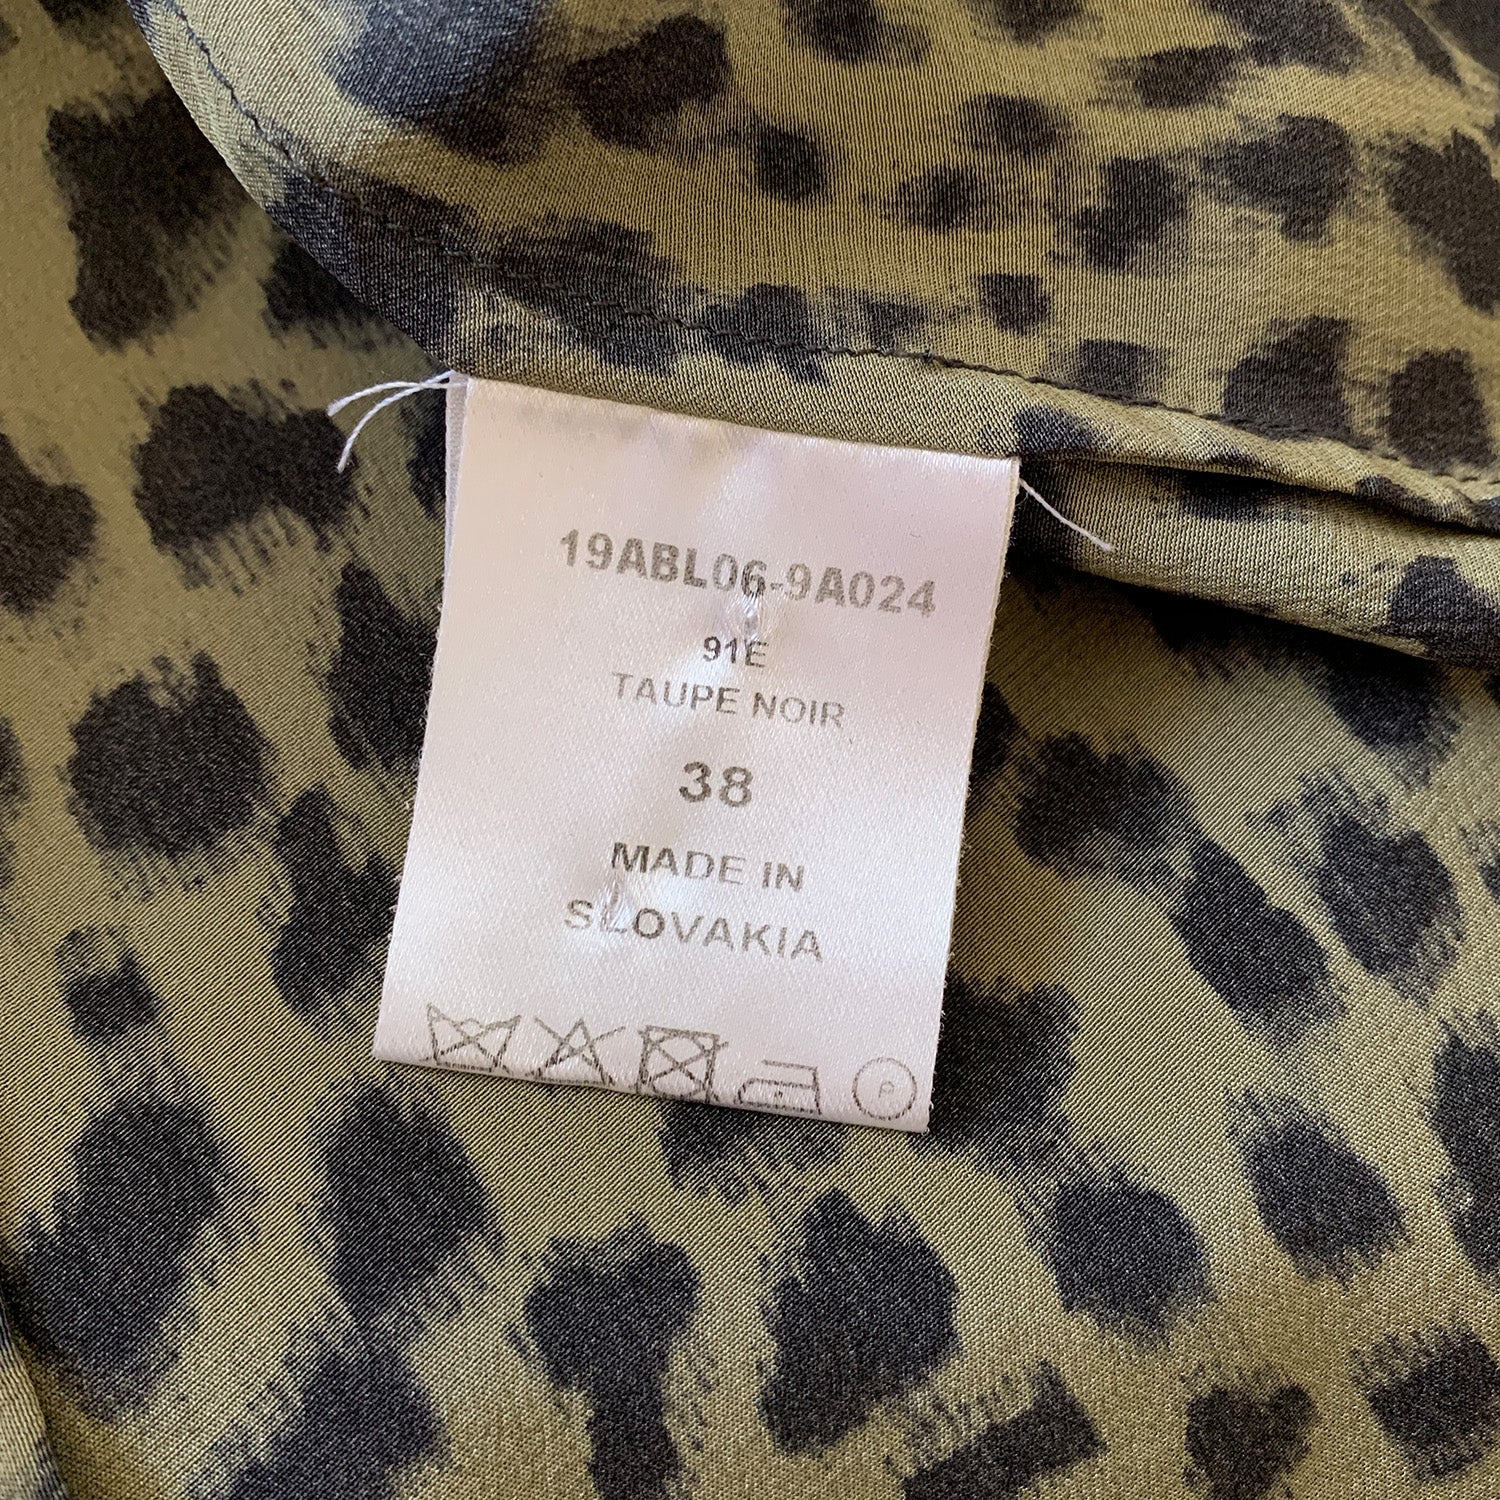 19ABL06-9A024
91E
TAUPE NOIR
38
MADE IN
SLOVAKIA
P